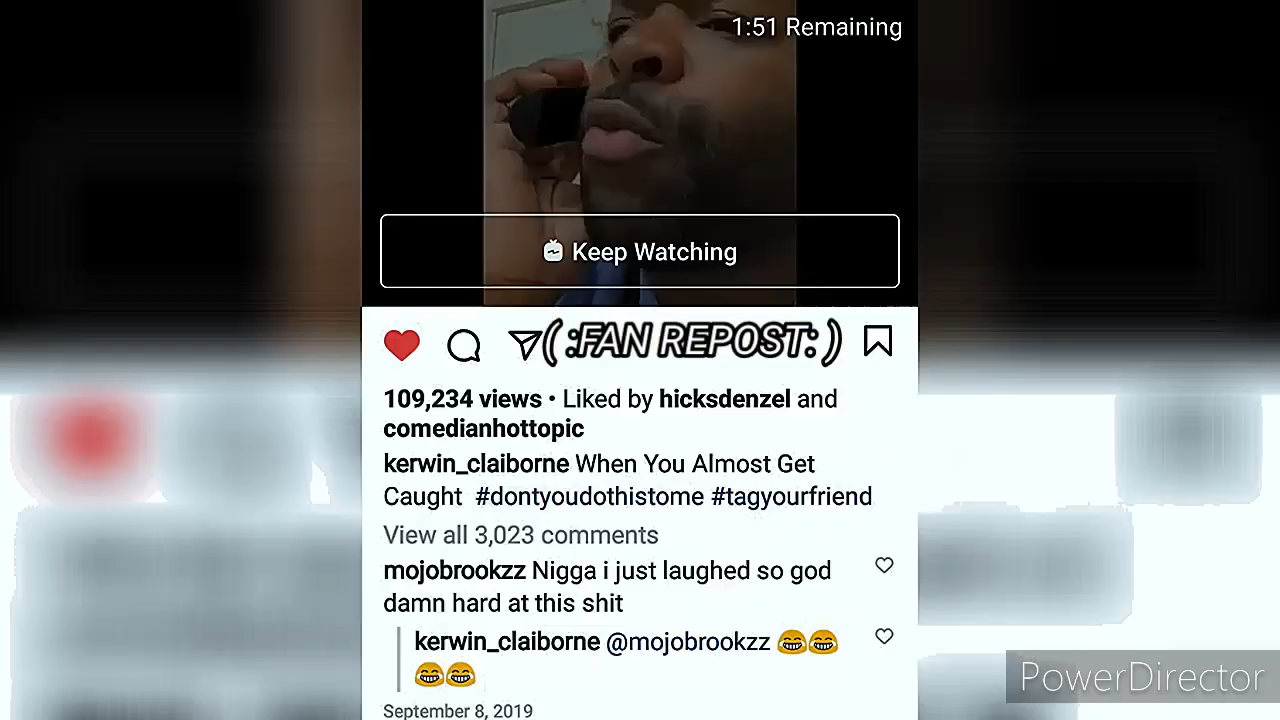 1:51 Remaining
Keep Watching
( :FAN REPOST: )
109,234 views • Liked by hicksdenzel and
comedianhottopic
kerwin_claiborne When You Almost Get
Caught #dontyoudothistome #tagyourfriend
View all 3,023 comments
mojobrookzz Nigga i just laughed so god
damn hard at this shit
kerwin_claiborne @mojobrookzz 😂😂
😂😂
September 8, 2019
PowerDirector